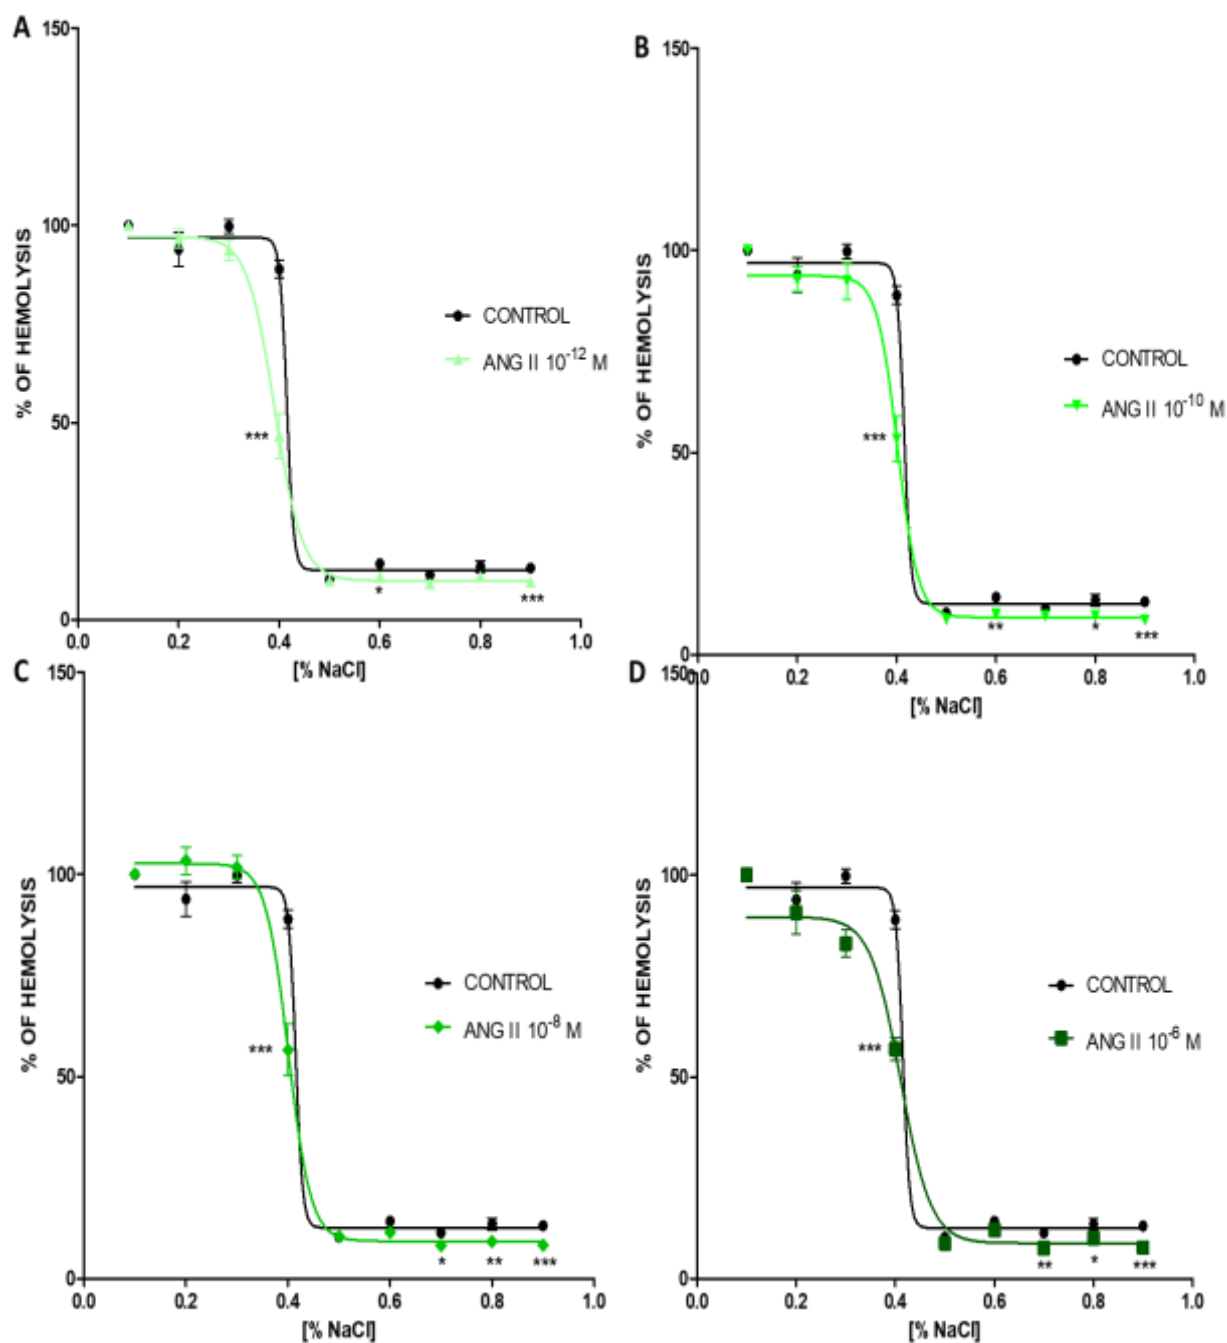 A
150
100
50
0
0.0 0.2 0.4 0.6 0.8 1.0
% OF HEMOLYSIS
[% NaCl]
CONTROL
ANG II 10⁻¹² M
***
*
***
B
150
100
50
0
0.0 0.2 0.4 0.6 0.8 1.0
% OF HEMOLYSIS
[% NaCl]
CONTROL
ANG II 10⁻¹⁰ M
***
**
*
***
C
150
100
50
0
0.0 0.2 0.4 0.6 0.8 1.0
% OF HEMOLYSIS
[% NaCl]
CONTROL
ANG II 10⁻⁸ M
***
*
**
***
D
150
100
50
0
0.0 0.2 0.4 0.6 0.8 1.0
% OF HEMOLYSIS
[% NaCl]
CONTROL
ANG II 10⁻⁶ M
***
**
*
***